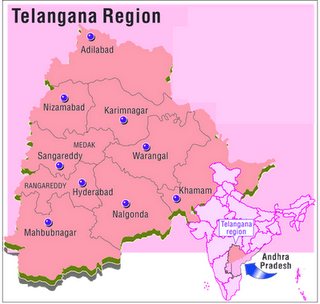 Telangana Region
Adilabad
Nizamabad
Karimnagar
MEDAK
Sangareddy
Warangal
RANGAREDDY
Hyderabad
Khamam
Nalgonda
Mahbubnagar
Telangana
region
Andhra
Pradesh